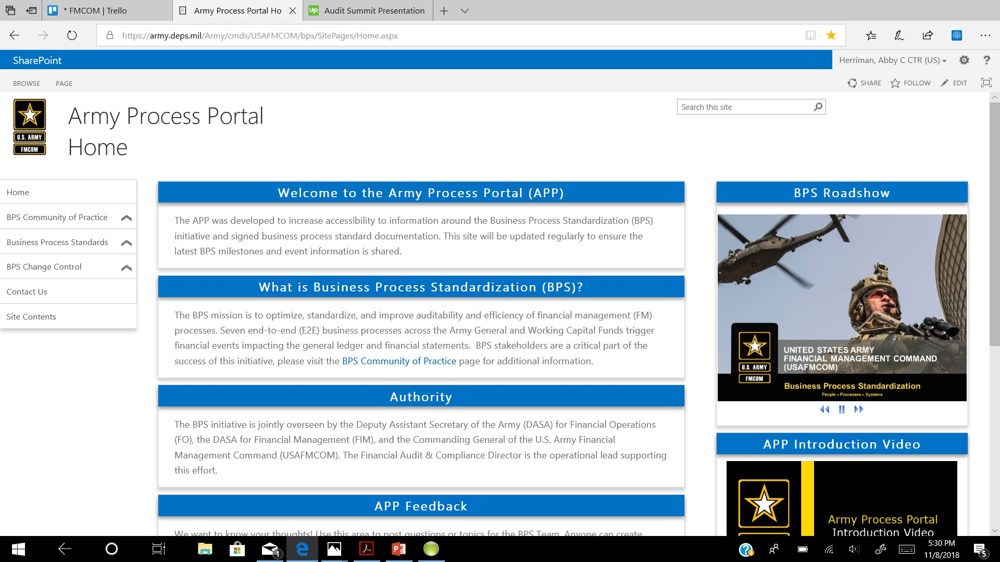 * FMCOM | Trello
Army Process Portal Ho
Up
Audit Summit Presentation
https://army.deps.mil/Army/cmds/USAFMCOM/bps/SitePages/Home.aspx
SharePoint
Herriman, Abby C CTR (US)
?
BROWSE PAGE
SHARE FOLLOW EDIT
U.S. ARMY
FMCOM
Army Process Portal
Home
Search this site
Home
BPS Community of Practice
Business Process Standards
BPS Change Control
Contact Us
Site Contents
Welcome to the Army Process Portal (APP)
The APP was developed to increase accessibility to information around the Business Process Standardization (BPS)
initiative and signed business process standard documentation. This site will be updated regularly to ensure the
latest BPS milestones and event information is shared.
What is Business Process Standardization (BPS)?
The BPS mission is to optimize, standardize, and improve auditability and efficiency of financial management (FM)
processes. Seven end-to-end (E2E) business processes across the Army General and Working Capital Funds trigger
financial events impacting the general ledger and financial statements. BPS stakeholders are a critical part of the
success of this initiative, please visit the BPS Community of Practice page for additional information.
Authority
The BPS initiative is jointly overseen by the Deputy Assistant Secretary of the Army (DASA) for Financial Operations
(FO), the DASA for Financial Management (FIM), and the Commanding General of the U.S. Army Financial
Management Command (USAFMCOM). The Financial Audit & Compliance Director is the operational lead supporting
this effort.
APP Feedback
We want to know your thoughts! Use this area to post questions or topics for the BPS Team. Anyone can create
BPS Roadshow
UNITED STATES ARMY
FINANCIAL MANAGEMENT COMMAND
(USAFMCOM)
U.S. ARMY
FMCOM
Business Process Standardization
People – Processes – Systems
APP Introduction Video
Army Process Portal
Introduction Video
1
5:30 PM
11/8/2018
5